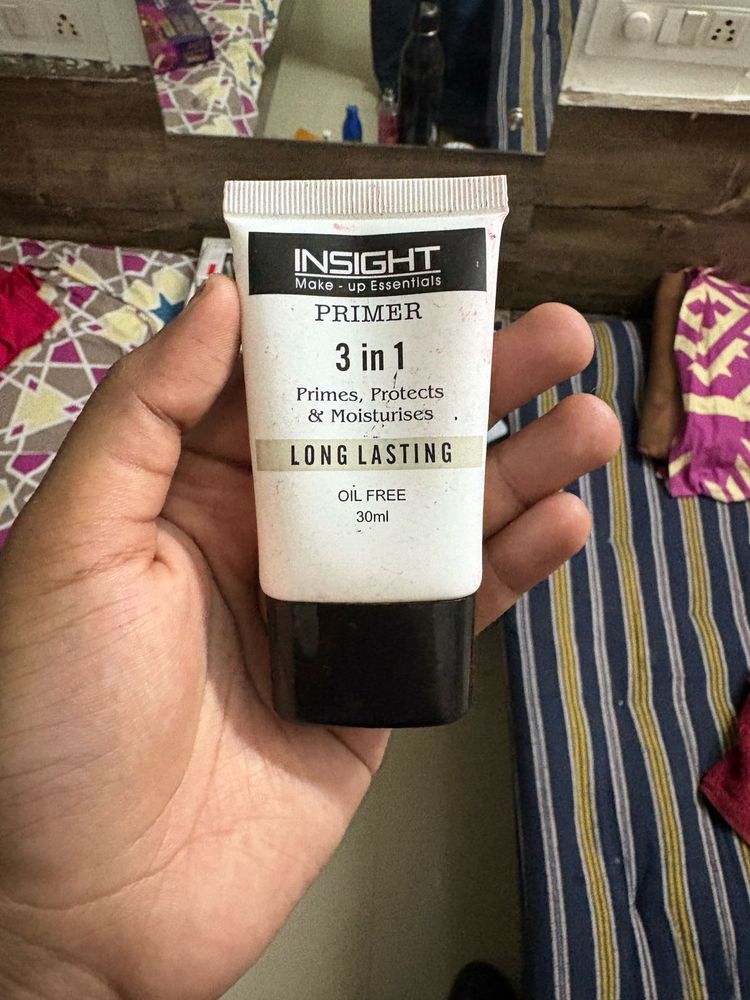 INSIGHT
Make - up Essentials
PRIMER
3 in 1
Primes, Protects
& Moisturises
LONG LASTING
OIL FREE
30ml